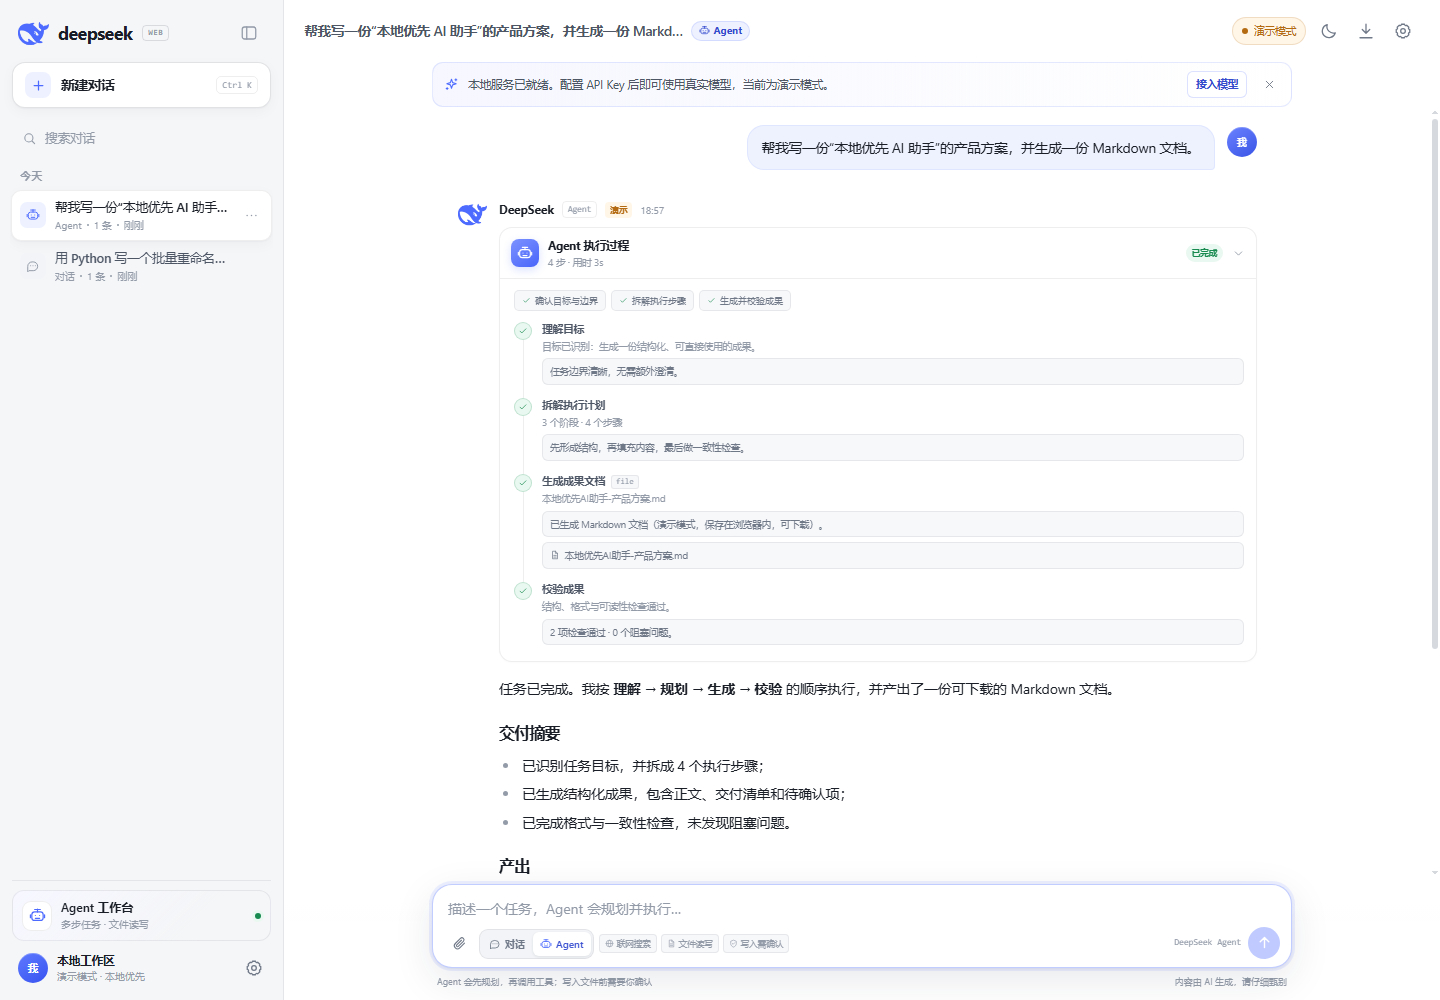 deepseek WEB
新建对话 Ctrl K
搜索对话
今天
帮我写一份“本地优先 AI 助手...
Agent · 1 条 · 刚刚
用 Python 写一个批量重命名...
对话 · 1 条 · 刚刚
Agent 工作台
多步任务 · 文件读写
我 本地工作区
演示模式 · 本地优先
帮我写一份“本地优先 AI 助手”的产品方案，并生成一份 Markd... Agent
演示模式
本地服务已就绪。配置 API Key 后即可使用真实模型，当前为演示模式。 接入模型
帮我写一份“本地优先 AI 助手”的产品方案，并生成一份 Markdown 文档。 我
DeepSeek Agent 演示 18:57
Agent 执行过程
4 步 · 用时 3s
已完成
确认目标与边界 拆解执行步骤 生成并校验成果
理解目标
目标已识别：生成一份结构化、可直接使用的成果。
任务边界清晰，无需额外澄清。
拆解执行计划
3 个阶段 · 4 个步骤
先形成结构，再填充内容，最后做一致性检查。
生成成果文档 file
本地优先AI助手-产品方案.md
已生成 Markdown 文档（演示模式，保存在浏览器内，可下载）。
本地优先AI助手-产品方案.md
校验成果
结构、格式与可读性检查通过。
2 项检查通过 · 0 个阻塞问题。
任务已完成。我按 理解 → 规划 → 生成 → 校验 的顺序执行，并产出了一份可下载的 Markdown 文档。
交付摘要
已识别任务目标，并拆成 4 个执行步骤；
已生成结构化成果，包含正文、交付清单和待确认项；
已完成格式与一致性检查，未发现阻塞问题。
产出
描述一个任务，Agent 会规划并执行...
对话 Agent 联网搜索 文件读写 写入需确认 DeepSeek Agent
Agent 会先规划，再调用工具；写入文件前需要你确认
内容由 AI 生成，请仔细甄别